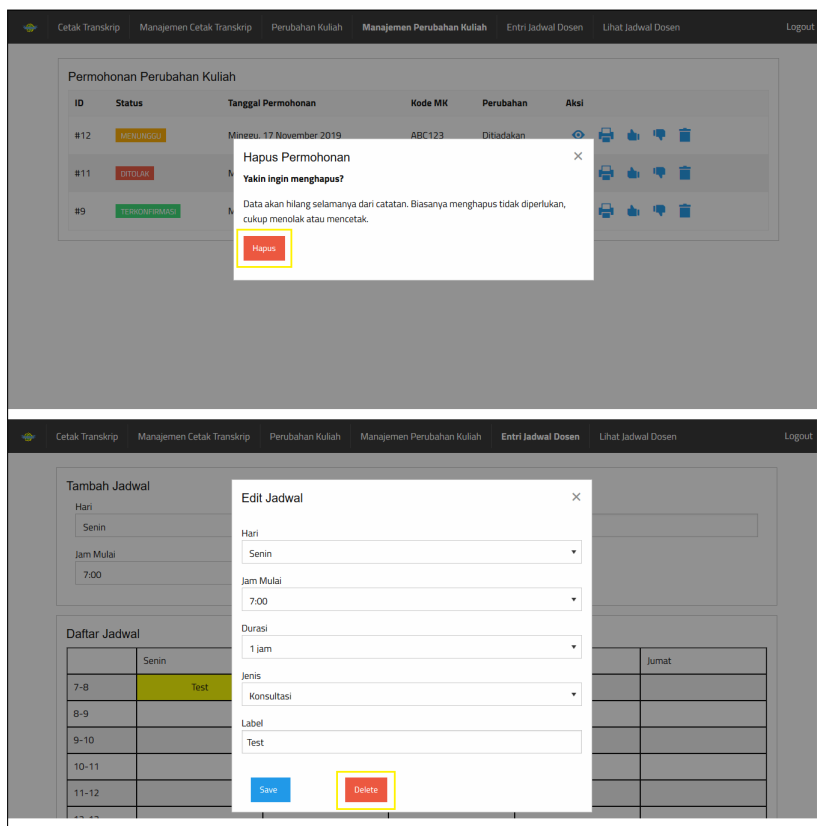 Cetak Transkrip Manajemen Cetak Transkrip Perubahan Kuliah Manajemen Perubahan Kuliah Entri Jadwal Dosen Lihat Jadwal Dosen Logout
Permohonan Perubahan Kuliah
ID Status Tanggal Permohonan Kode MK Perubahan Aksi
#12 MENUNGGU Minggu, 17 November 2019 ABC123 Ditiadakan
#11 DITOLAK M
#9 TERKONFIRMASI M
Hapus Permohonan ×
Yakin ingin menghapus?
Data akan hilang selamanya dari catatan. Biasanya menghapus tidak diperlukan,
cukup menolak atau mencetak.
Hapus
Cetak Transkrip Manajemen Cetak Transkrip Perubahan Kuliah Manajemen Perubahan Kuliah Entri Jadwal Dosen Lihat Jadwal Dosen Logout
Tambah Jadwal
Hari
Senin
Jam Mulai
7:00
Daftar Jadwal
Senin Jumat
7-8 Test
8-9
9-10
10-11
11-12
Edit Jadwal ×
Hari
Senin
Jam Mulai
7:00
Durasi
1 jam
Jenis
Konsultasi
Label
Test
Save Delete